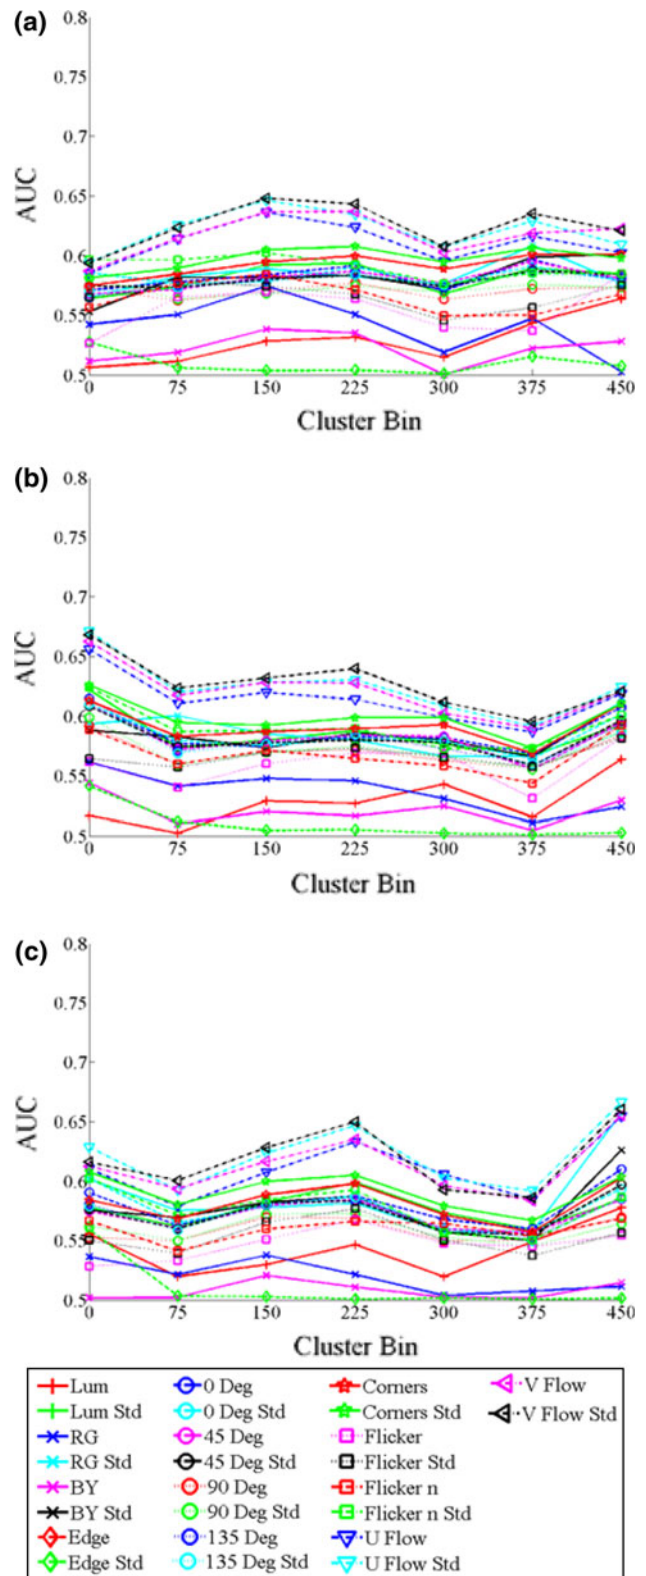 (a)
0.8
0.75
0.7
0.65
0.6
0.55
0.5
AUC
0 75 150 225 300 375 450
Cluster Bin
(b)
0.8
0.75
0.7
0.65
0.6
0.55
0.5
AUC
0 75 150 225 300 375 450
Cluster Bin
(c)
0.8
0.75
0.7
0.65
0.6
0.55
0.5
AUC
0 75 150 225 300 375 450
Cluster Bin
Lum 0 Deg Corners V Flow
Lum Std 0 Deg Std Corners Std V Flow Std
RG 45 Deg Flicker
RG Std 45 Deg Std Flicker Std
BY 90 Deg Flicker n
BY Std 90 Deg Std Flicker n Std
Edge 135 Deg U Flow
Edge Std 135 Deg Std U Flow Std